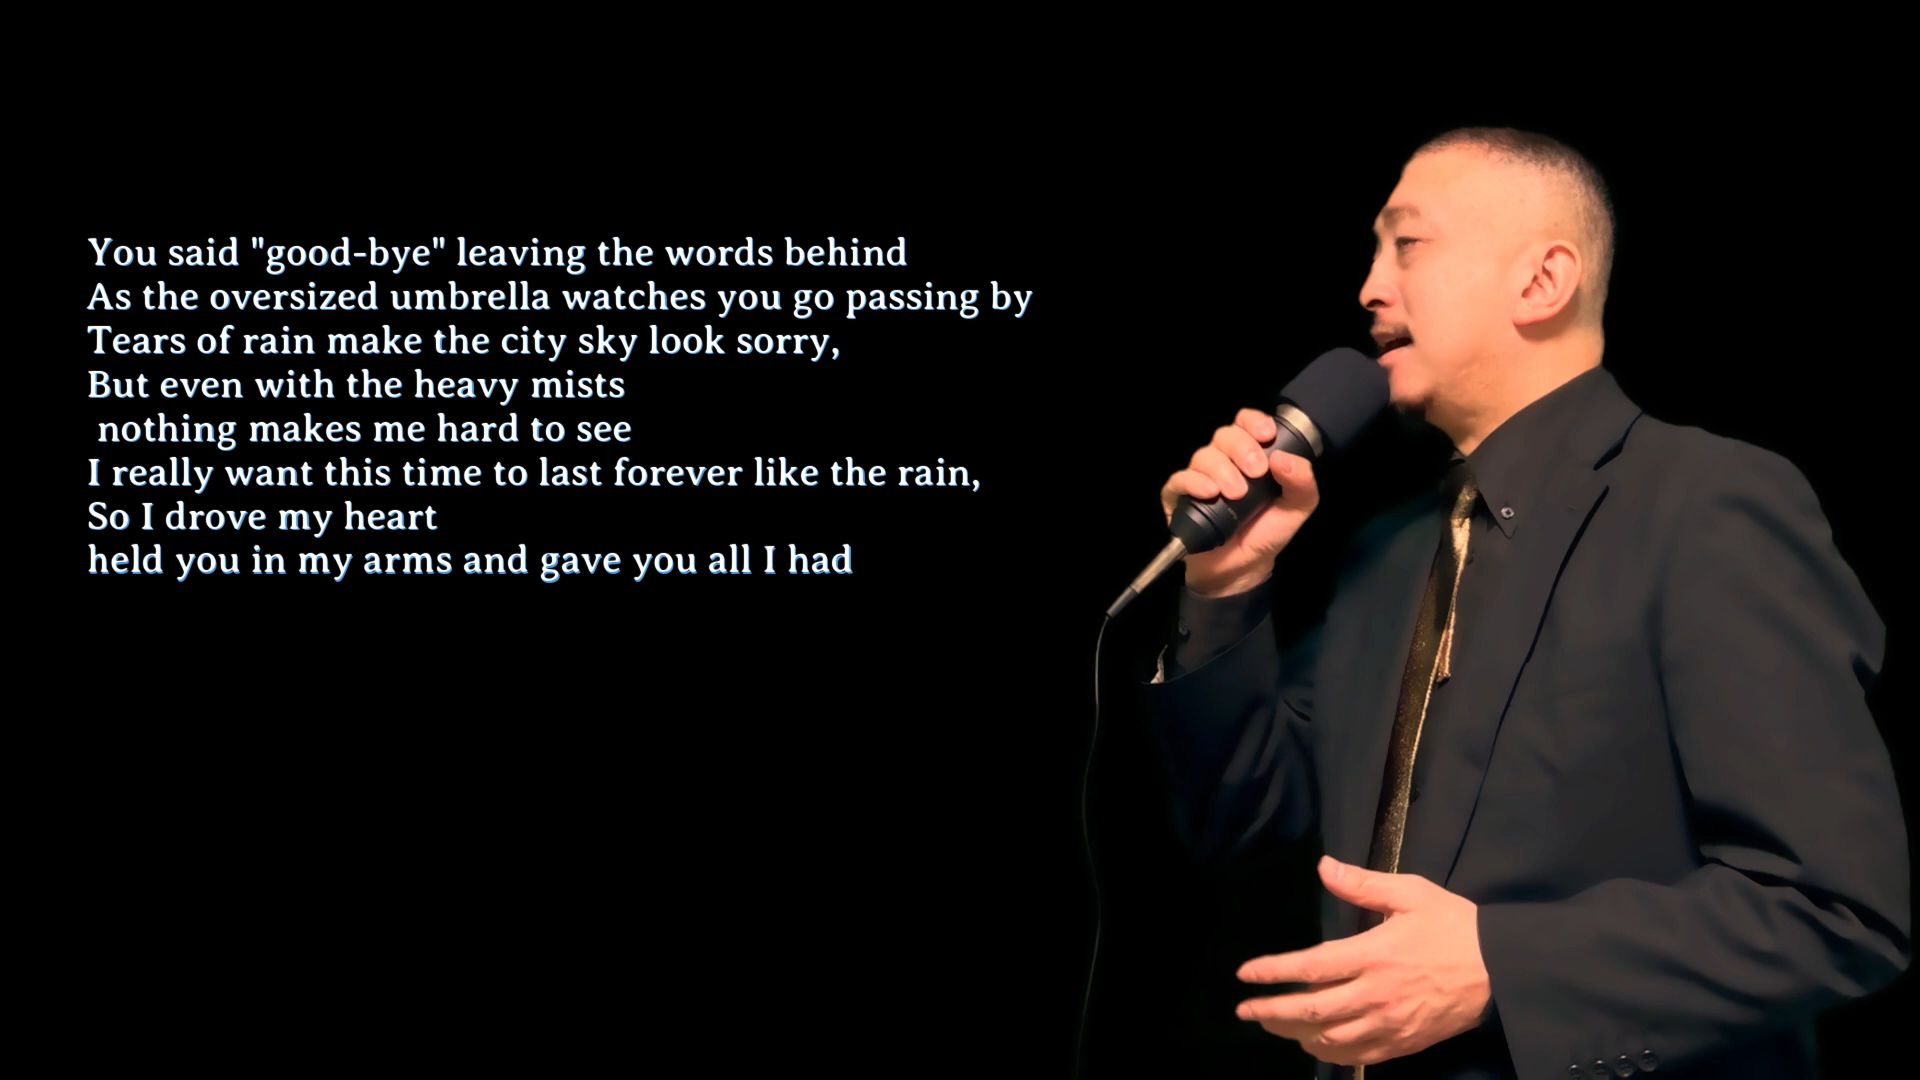 You said "good-bye" leaving the words behind
As the oversized umbrella watches you go passing by
Tears of rain make the city sky look sorry,
But even with the heavy mists
nothing makes me hard to see
I really want this time to last forever like the rain,
So I drove my heart
held you in my arms and gave you all I had